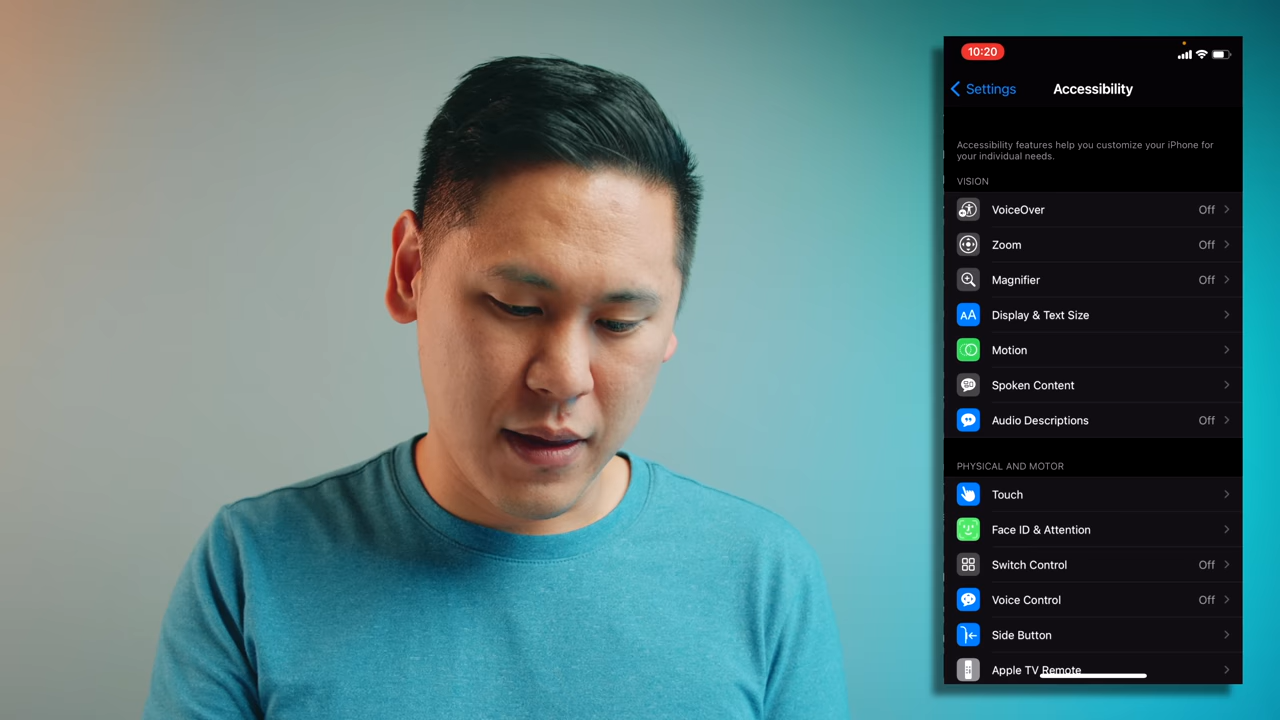 10:20
Settings
Accessibility
Accessibility features help you customize your iPhone for
your individual needs.
VISION
VoiceOver Off
Zoom Off
Magnifier Off
AA Display & Text Size
Motion
Spoken Content
Audio Descriptions Off
PHYSICAL AND MOTOR
Touch
Face ID & Attention
Switch Control Off
Voice Control Off
Side Button
Apple TV Remote